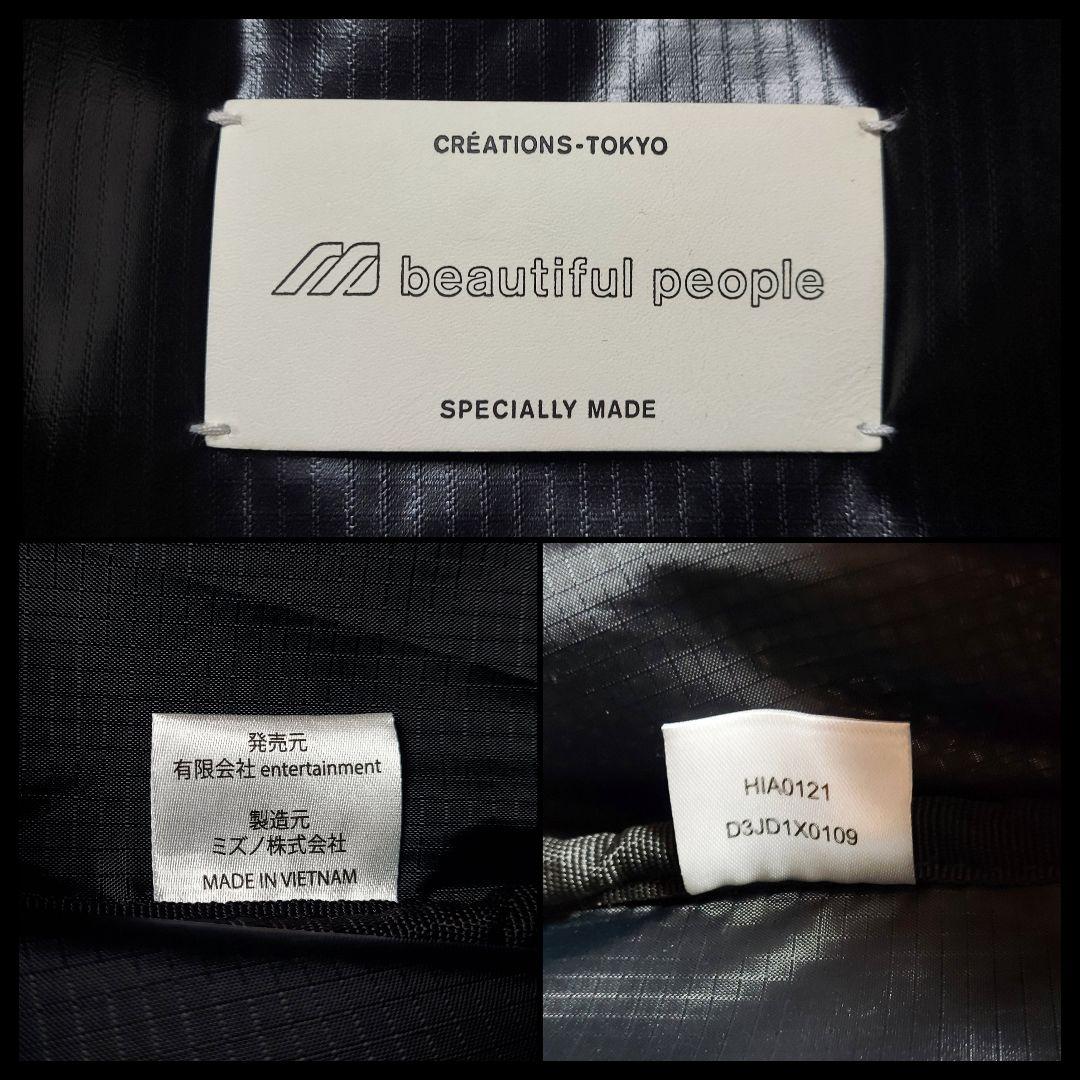 CRÉATIONS-TOKYO
beautiful people
SPECIALLY MADE
発売元
有限会社 entertainment
製造元
ミズノ株式会社
MADE IN VIETNAM
HIA0121
D3JD1X0109